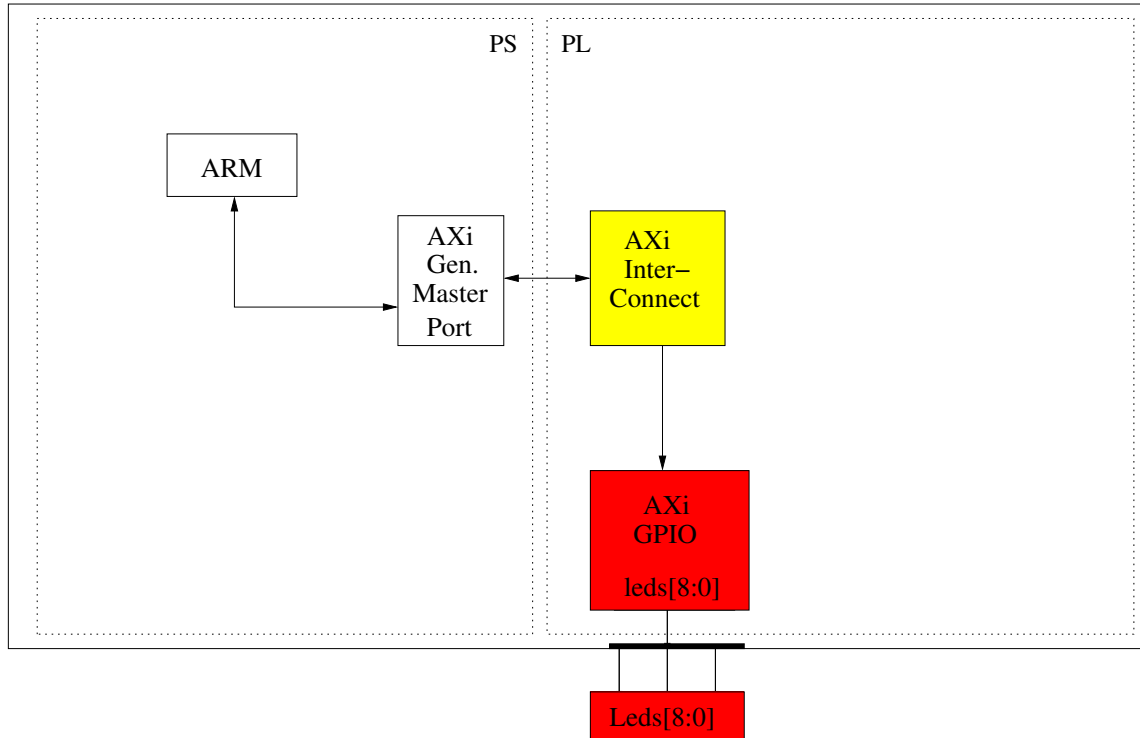 PS
PL
ARM
AXi
Gen.
Master
Port
AXi
Inter−
Connect
AXi
GPIO
leds[8:0]
Leds[8:0]